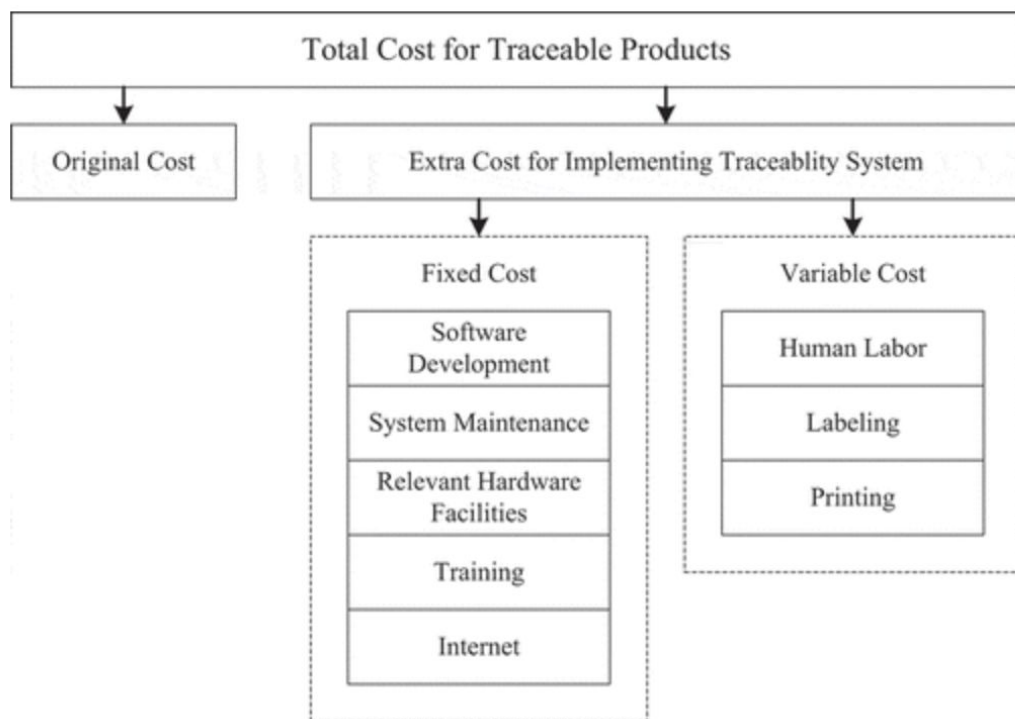 Total Cost for Traceable Products
Original Cost
Extra Cost for Implementing Traceablity System
Fixed Cost
Software
Development
System Maintenance
Relevant Hardware
Facilities
Training
Internet
Variable Cost
Human Labor
Labeling
Printing